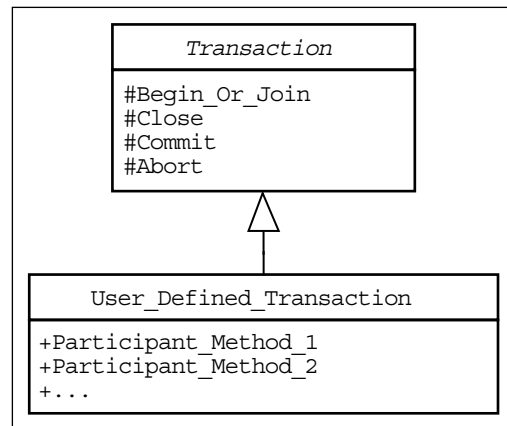 Transaction
#Begin_Or_Join
#Close
#Commit
#Abort
User_Defined_Transaction
+Participant_Method_1
+Participant_Method_2
+...